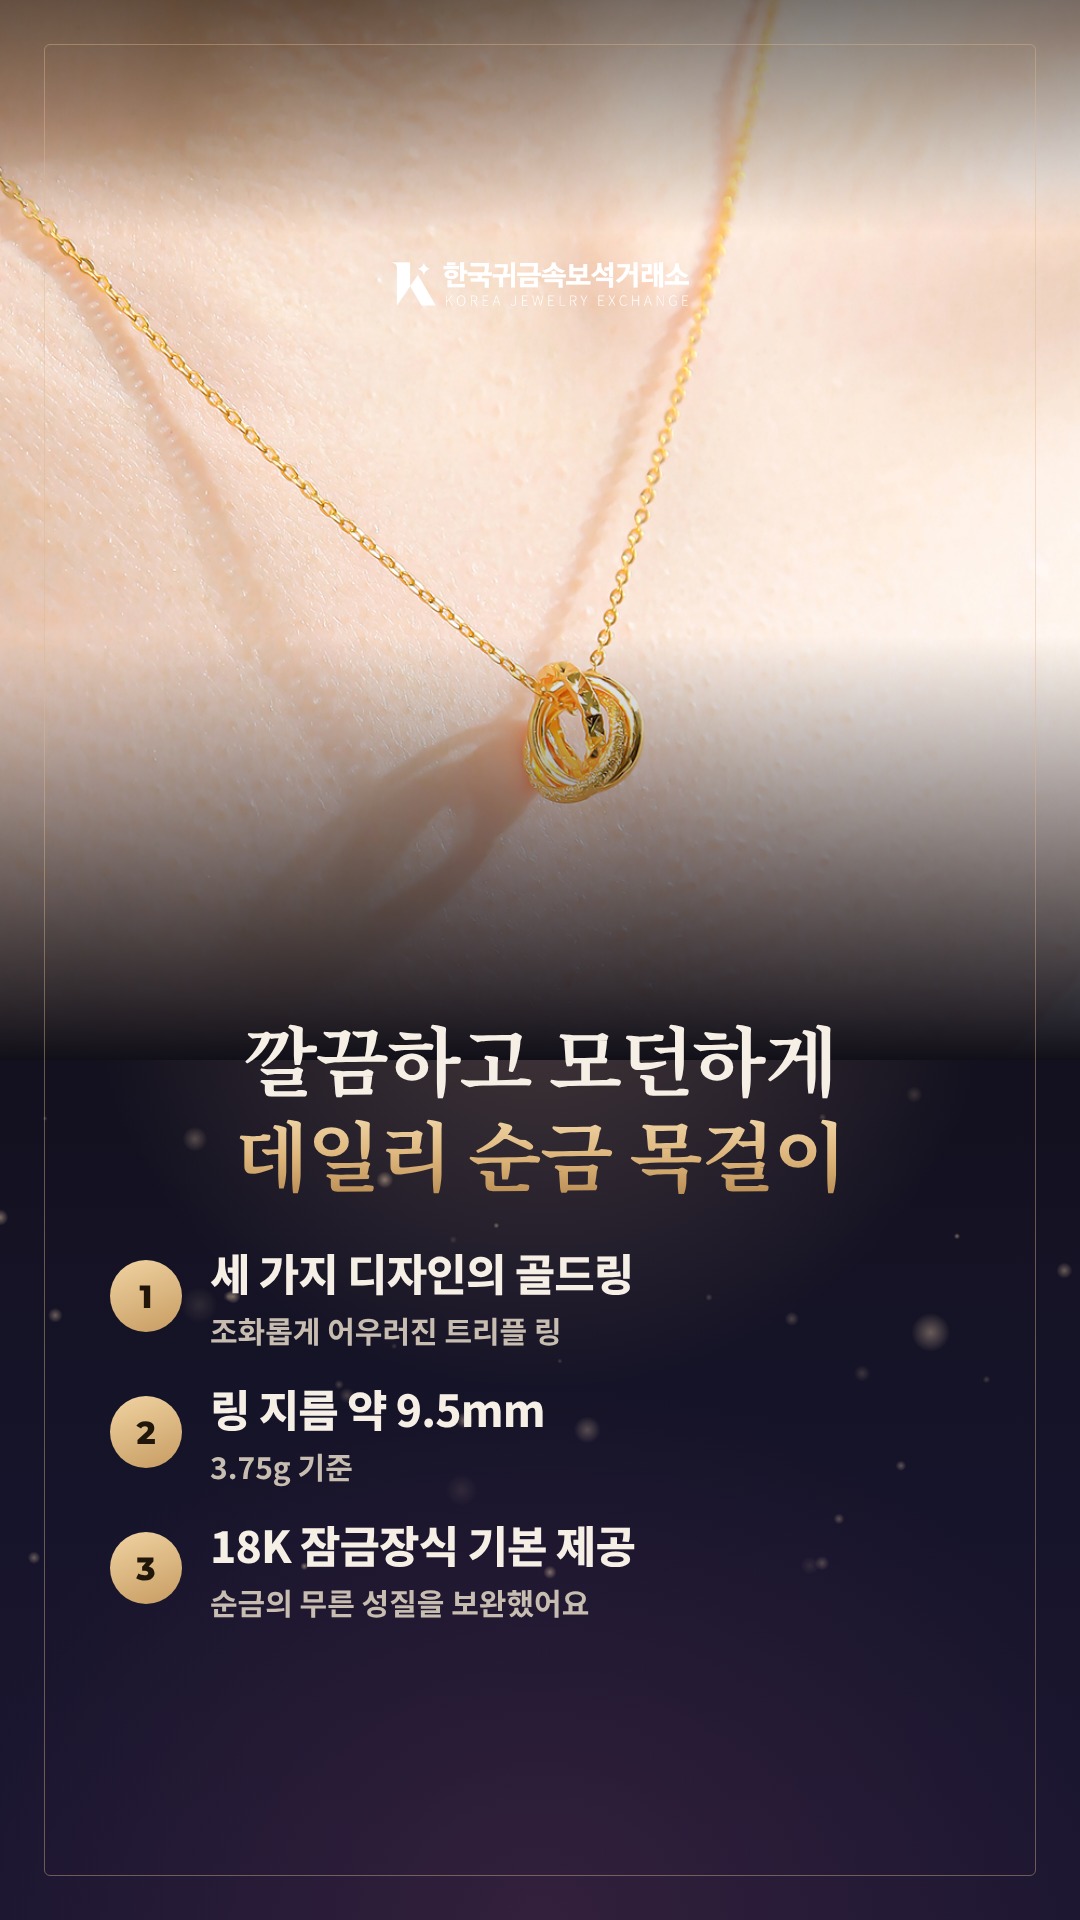 한국귀금속보석거래소
KOREA JEWELRY EXCHANGE
깔끔하고 모던하게
데일리 순금 목걸이
1
세 가지 디자인의 골드링
조화롭게 어우러진 트리플 링
2
링 지름 약 9.5mm
3.75g 기준
3
18K 잠금장식 기본 제공
순금의 무른 성질을 보완했어요